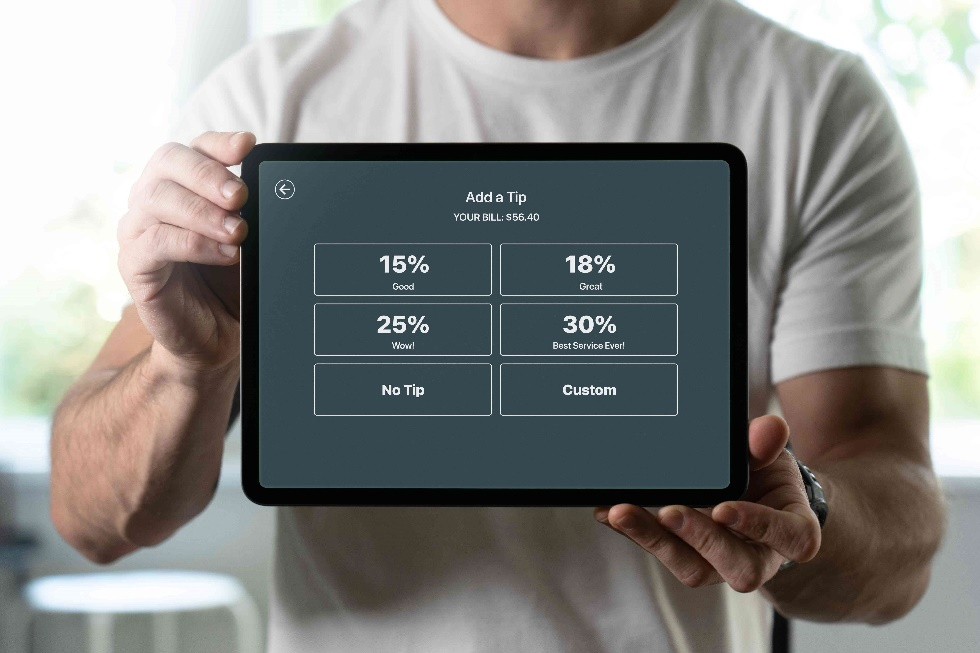 Add a Tip
YOUR BILL: $56.40
15%
Good
18%
Great
25%
Wow!
30%
Best Service Ever!
No Tip
Custom